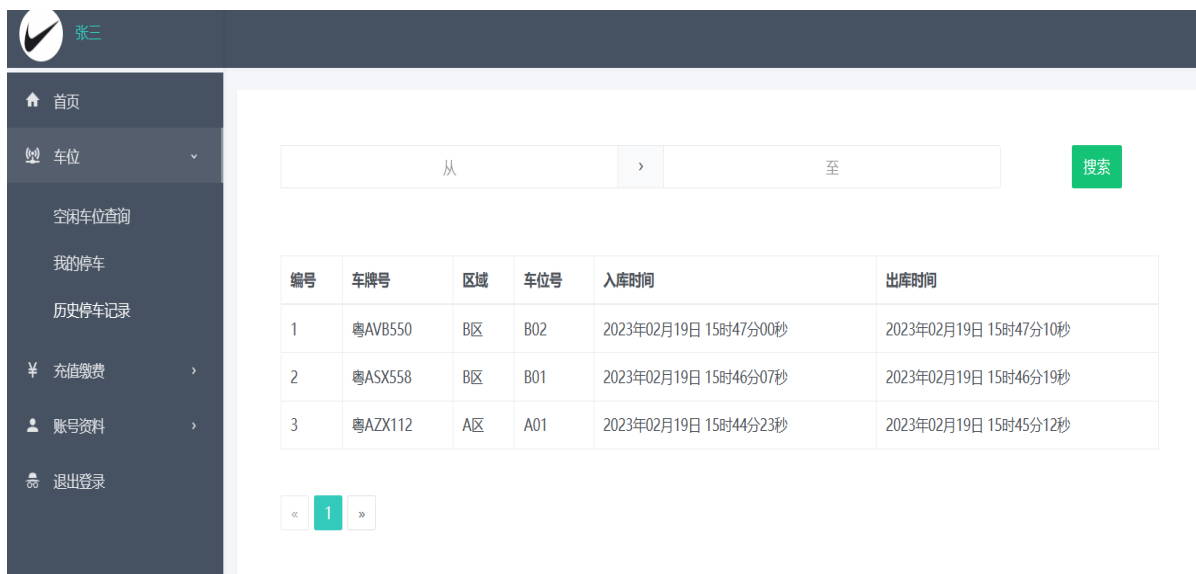 张三
首页
车位
空闲车位查询
我的停车
历史停车记录
¥ 充值缴费
账号资料
退出登录
从 › 至 搜索
编号 车牌号 区域 车位号 入库时间 出库时间
1 粤AVB550 B区 B02 2023年02月19日 15时47分00秒 2023年02月19日 15时47分10秒
2 粤ASX558 B区 B01 2023年02月19日 15时46分07秒 2023年02月19日 15时46分19秒
3 粤AZX112 A区 A01 2023年02月19日 15时44分23秒 2023年02月19日 15时45分12秒
« 1 »